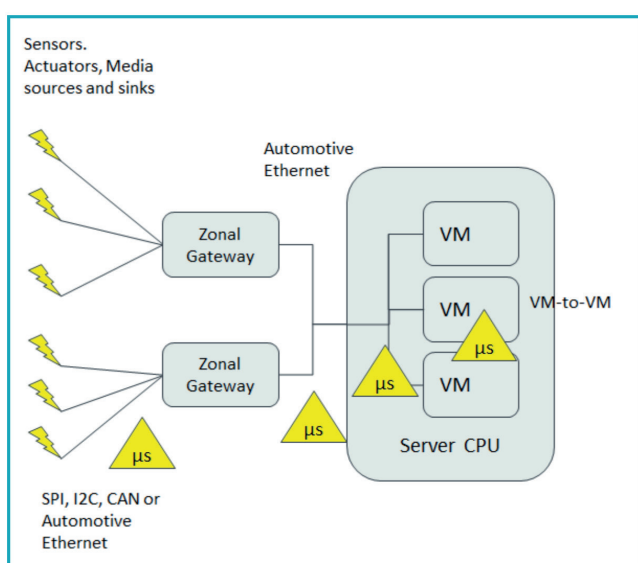 Sensors.
Actuators, Media
sources and sinks
Automotive
Ethernet
Zonal
Gateway
VM
VM
VM-to-VM
µs
Zonal
Gateway
µs
VM
µs
µs
Server CPU
SPI, I2C, CAN or
Automotive
Ethernet